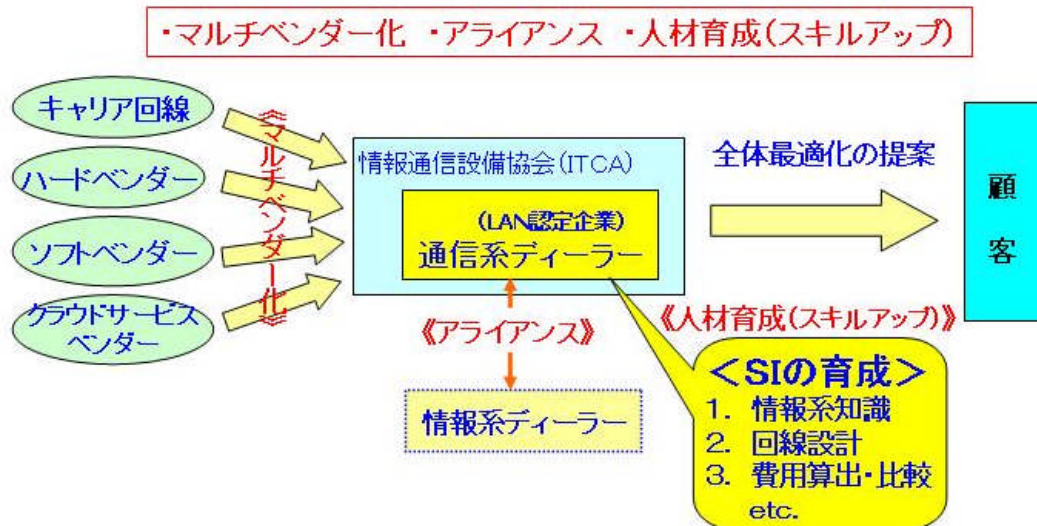 ・マルチベンダー化 ・アライアンス ・人材育成(スキルアップ)
キャリア回線
ハードベンダー
ソフトベンダー
クラウドサービス
ベンダー
《マルチベンダー化》
情報通信設備協会(ITCA)
(LAN認定企業)
通信系ディーラー
全体最適化の提案
顧
客
《アライアンス》
情報系ディーラー
《人材育成(スキルアップ)》
<SIの育成>
1. 情報系知識
2. 回線設計
3. 費用算出・比較
etc.